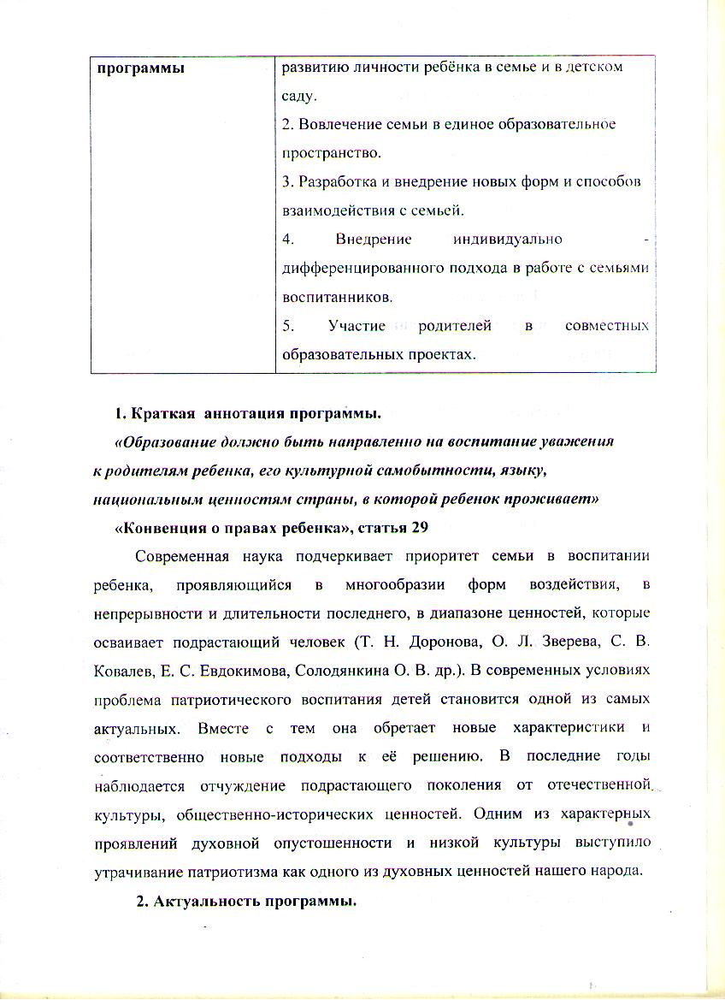 программы
развитию личности ребёнка в семье и в детском
саду.
2. Вовлечение семьи в единое образовательное
пространство.
3. Разработка и внедрение новых форм и способов
взаимодействия с семьей.
4. Внедрение индивидуально -
дифференцированного подхода в работе с семьями
воспитанников.
5. Участие родителей в совместных
образовательных проектах.
1. Краткая аннотация программы.
«Образование должно быть направленно на воспитание уважения
к родителям ребенка, его культурной самобытности, языку,
национальным ценностям страны, в которой ребенок проживает»
«Конвенция о правах ребенка», статья 29
Современная наука подчеркивает приоритет семьи в воспитании
ребенка, проявляющийся в многообразии форм воздействия, в
непрерывности и длительности последнего, в диапазоне ценностей, которые
осваивает подрастающий человек (Т. Н. Доронова, О. Л. Зверева, С. В.
Ковалев, Е. С. Евдокимова, Солодянкина О. В. др.). В современных условиях
проблема патриотического воспитания детей становится одной из самых
актуальных. Вместе с тем она обретает новые характеристики и
соответственно новые подходы к её решению. В последние годы
наблюдается отчуждение подрастающего поколения от отечественной
культуры, общественно-исторических ценностей. Одним из характерных
проявлений духовной опустошенности и низкой культуры выступило
утрачивание патриотизма как одного из духовных ценностей нашего народа.
2. Актуальность программы.